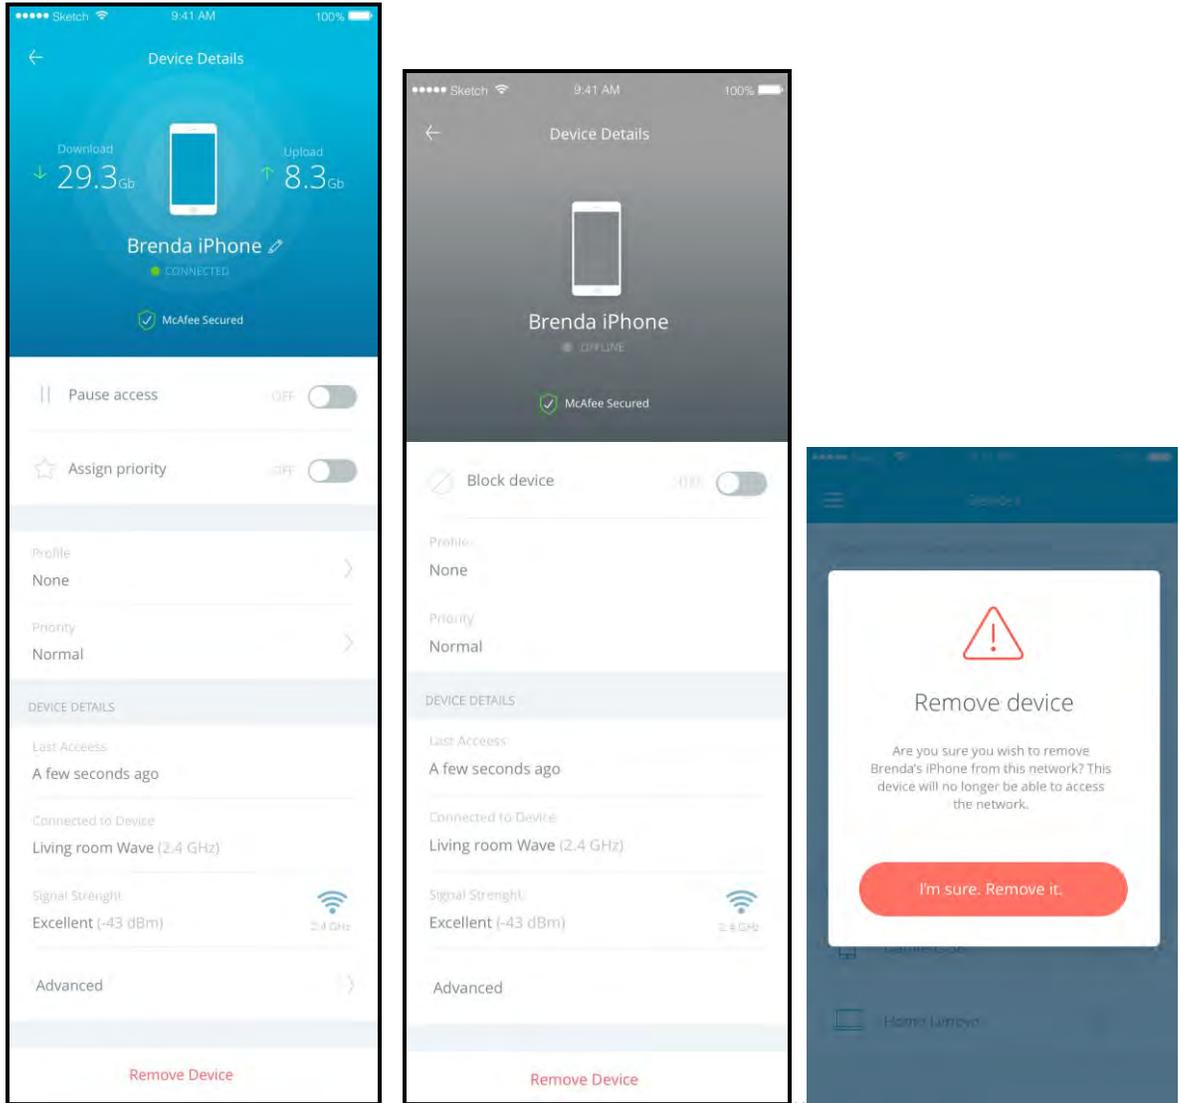 Sketch 9:41 AM 100%
Device Details
Download
29.3Gb
Upload
8.3Gb
Brenda iPhone
CONNECTED
McAfee Secured
Pause access OFF
Assign priority OFF
Profile
None
Priority
Normal
DEVICE DETAILS
Last Acceess
A few seconds ago
Connected to Device
Living room Wave (2.4 GHz)
Signal Strenght
Excellent (-43 dBm)
2.4 GHz
Advanced
Remove Device
Sketch 9:41 AM 100%
Device Details
Brenda iPhone
OFFLINE
McAfee Secured
Block device OFF
Profile
None
Priority
Normal
DEVICE DETAILS
Last Acceess
A few seconds ago
Connected to Device
Living room Wave (2.4 GHz)
Signal Strenght
Excellent (-43 dBm)
2.4 GHz
Advanced
Remove Device
Remove device
Are you sure you wish to remove
Brenda's iPhone from this network? This
device will no longer be able to access
the network.
I'm sure. Remove it.
Home